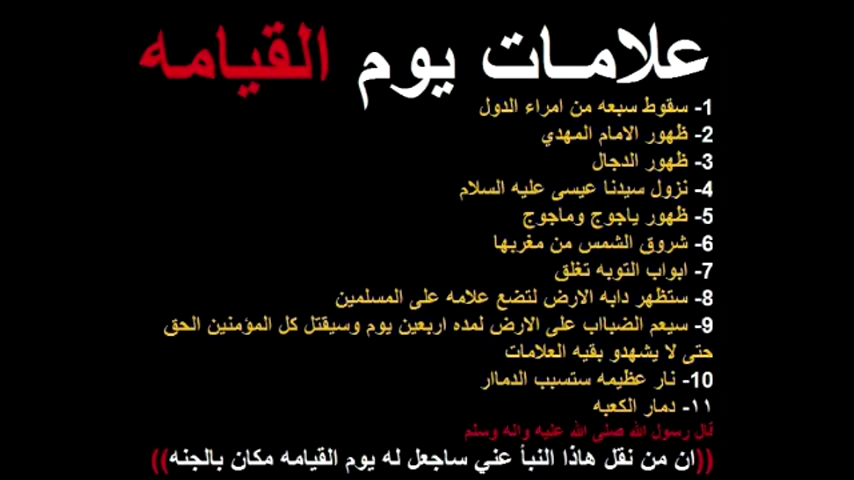 علامات يوم القيامه
1- سقوط سبعه من امراء الدول
2- ظهور الامام المهدي
3- ظهور الدجال
4- نزول سيدنا عيسى عليه السلام
5- ظهور ياجوج وماجوج
6- شروق الشمس من مغربها
7- ابواب التوبه تغلق
8- ستظهر دابه الارض لتضع علامه على المسلمين
9- سيعم الضبااب على الارض لمده اربعين يوم وسيقتل كل المؤمنين الحق
حتى لا يشهدو بقيه العلامات
10- نار عظيمه ستسبب الدماار
١١- دمار الكعبه
قال رسول الله صلى الله عليه واله وسلم
((ان من نقل هاذا النبأ عني ساجعل له يوم القيامه مكان بالجنه))